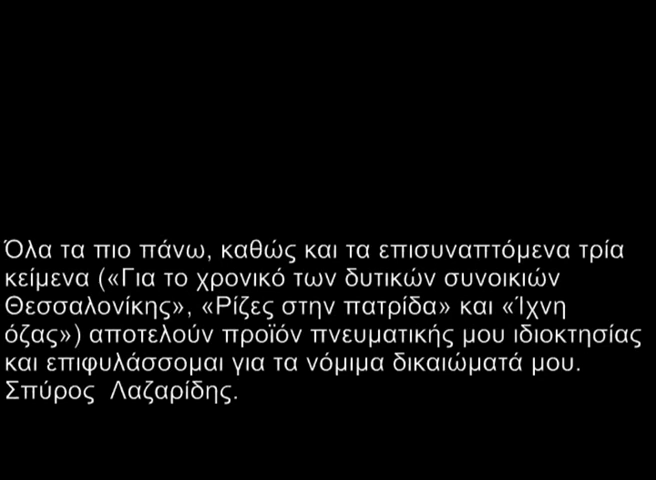 Όλα τα πιο πάνω, καθώς και τα επισυναπτόμενα τρία
κείμενα («Για το χρονικό των δυτικών συνοικιών
Θεσσαλονίκης», «Ρίζες στην πατρίδα» και «Ίχνη
όζας») αποτελούν προϊόν πνευματικής μου ιδιοκτησίας
και επιφυλάσσομαι για τα νόμιμα δικαιώματά μου.
Σπύρος  Λαζαρίδης.